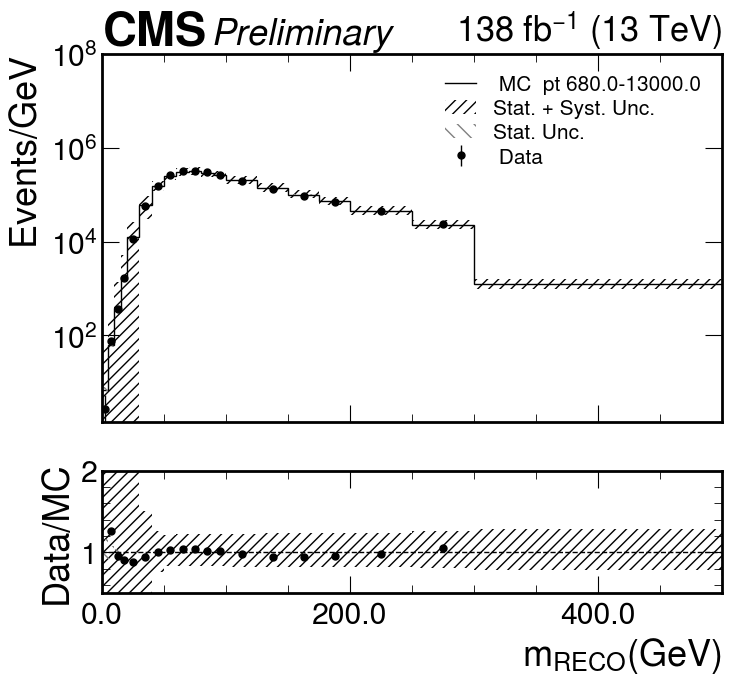 CMS Preliminary 138 fb⁻¹ (13 TeV)
Events/GeV
10⁸
10⁶
10⁴
10²
MC pt 680.0-13000.0
Stat. + Syst. Unc.
Stat. Unc.
Data
Data/MC
2
1
0.0 200.0 400.0
m_RECO(GeV)